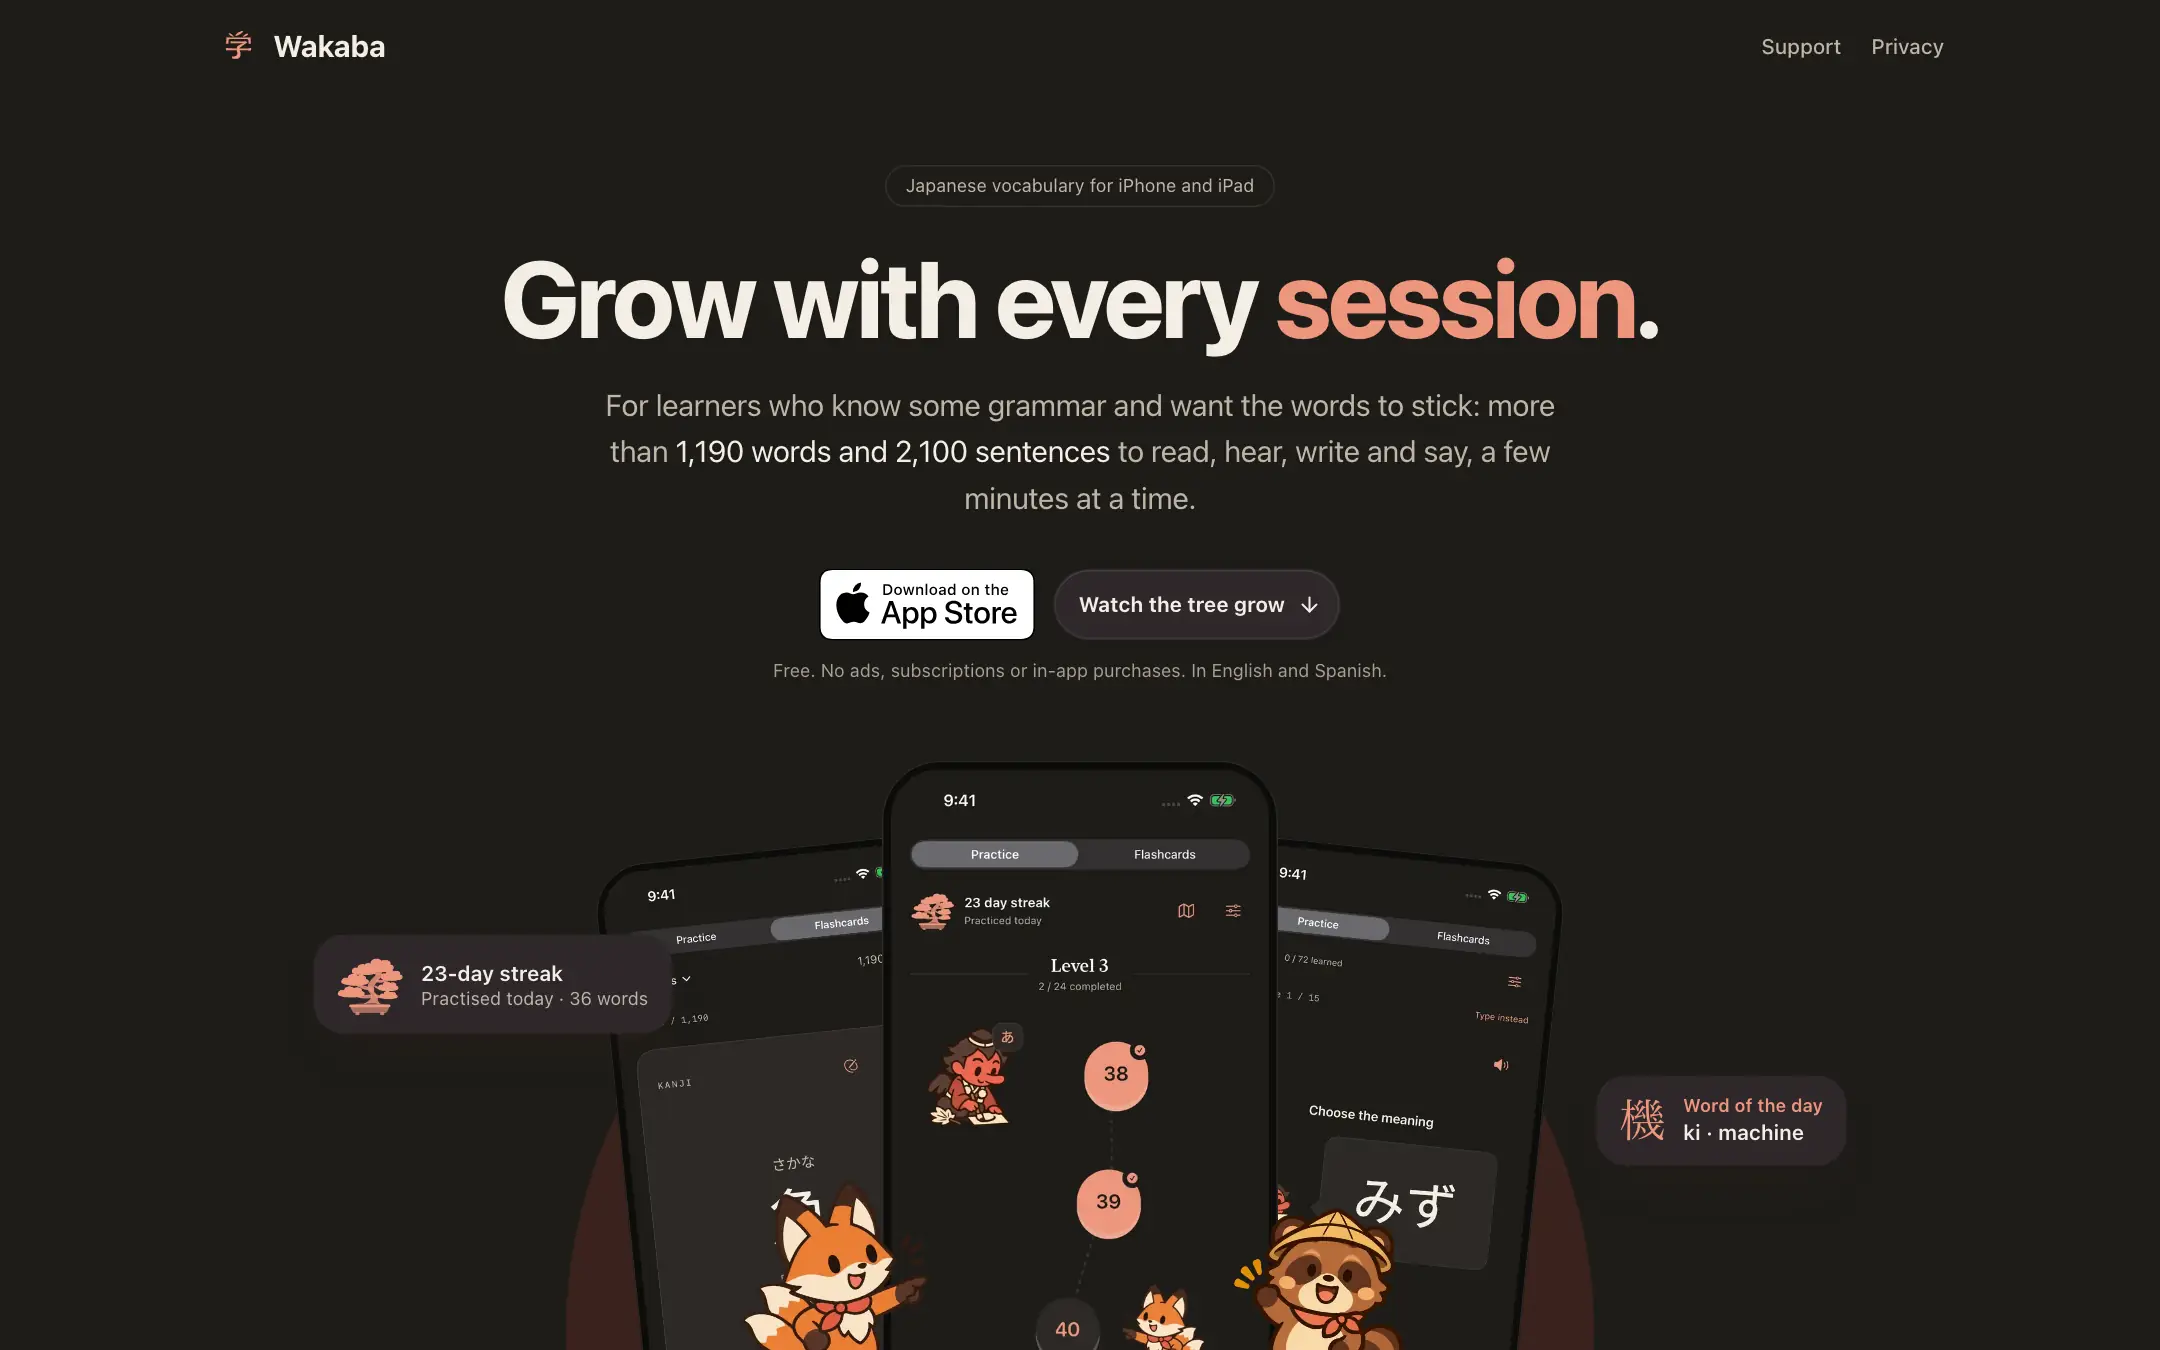 学 Wakaba
Support Privacy
Japanese vocabulary for iPhone and iPad
Grow with every session.
For learners who know some grammar and want the words to stick: more
than 1,190 words and 2,100 sentences to read, hear, write and say, a few
minutes at a time.
Download on the
App Store
Watch the tree grow ↓
Free. No ads, subscriptions or in-app purchases. In English and Spanish.
9:41
Practice Flashcards
/ 1,190
KANJI
さかな
23-day streak
Practised today · 36 words
9:41
Practice Flashcards
23 day streak
Practiced today
Level 3
2 / 24 completed
あ
38
39
40
9:41
Practice Flashcards
0 / 72 learned
1 / 15
Type instead
Choose the meaning
みず
機
Word of the day
ki · machine